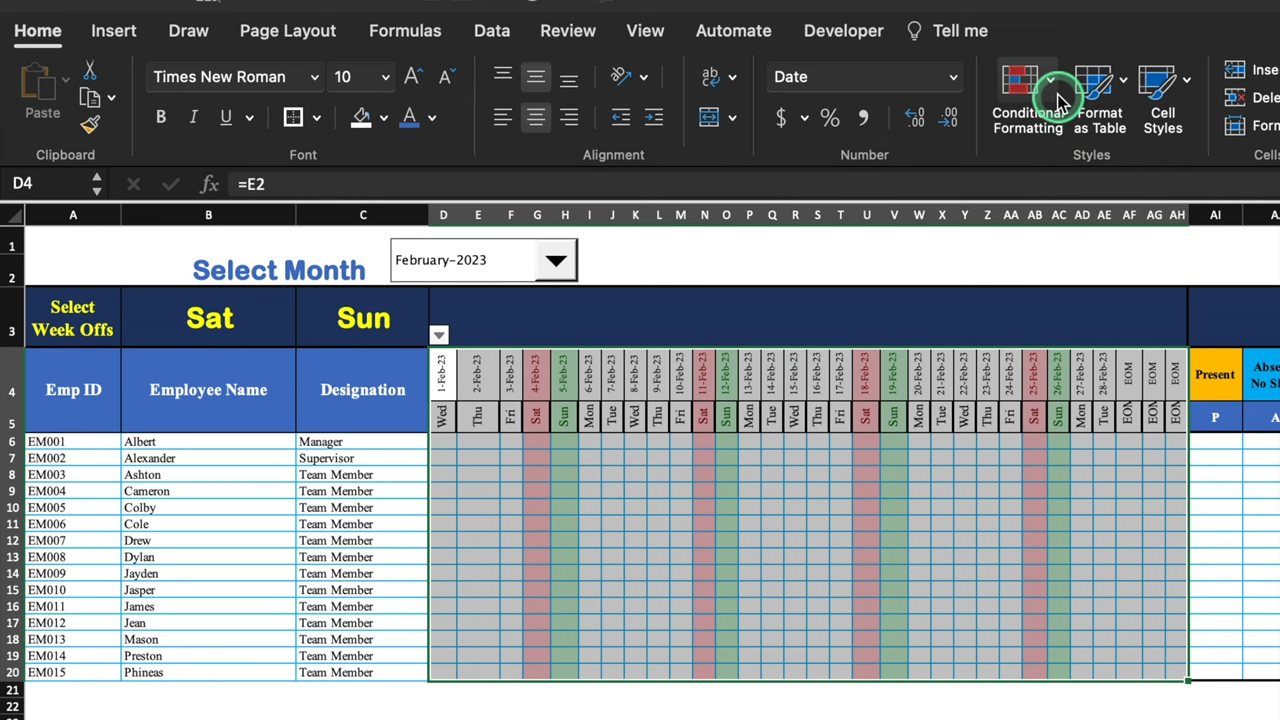 Home Insert Draw Page Layout Formulas Data Review View Automate Developer Tell me
Paste
Times New Roman 10
B I U A
Date
$ % 9
Conditional Formatting
Format as Table
Cell Styles
Inse
Dele
Form
Clipboard Font Alignment Number Styles Cells
D4 fx =E2
A B C D E F G H I J K L M N O P Q R S T U V W X Y Z AA AB AC AD AE AF AG AH AI
1
2 Select Month February-2023
3 Select Week Offs Sat Sun
4 Emp ID Employee Name Designation 1-Feb-23 2-Feb-23 3-Feb-23 4-Feb-23 5-Feb-23 6-Feb-23 7-Feb-23 8-Feb-23 9-Feb-23 10-Feb-23 11-Feb-23 12-Feb-23 13-Feb-23 14-Feb-23 15-Feb-23 16-Feb-23 17-Feb-23 18-Feb-23 19-Feb-23 20-Feb-23 21-Feb-23 22-Feb-23 23-Feb-23 24-Feb-23 25-Feb-23 26-Feb-23 27-Feb-23 28-Feb-23 EOM EOM EOM Present Abse No S
5 Wed Thu Fri Sat Sun Mon Tue Wed Thu Fri Sat Sun Mon Tue Wed Thu Fri Sat Sun Mon Tue Wed Thu Fri Sat Sun Mon Tue EOM EOM EOM P A
6 EM001 Albert Manager
7 EM002 Alexander Supervisor
8 EM003 Ashton Team Member
9 EM004 Cameron Team Member
10 EM005 Colby Team Member
11 EM006 Cole Team Member
12 EM007 Drew Team Member
13 EM008 Dylan Team Member
14 EM009 Jayden Team Member
15 EM010 Jasper Team Member
16 EM011 James Team Member
17 EM012 Jean Team Member
18 EM013 Mason Team Member
19 EM014 Preston Team Member
20 EM015 Phineas Team Member
21
22